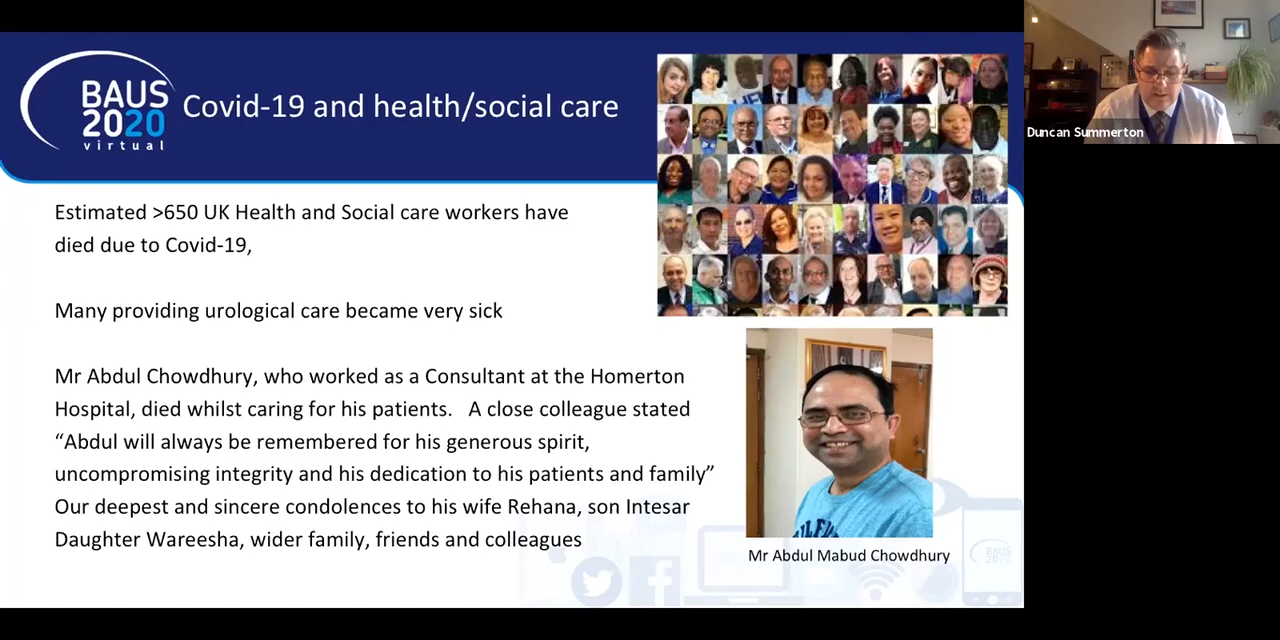 BAUS
2020
virtual
Covid-19 and health/social care
Duncan Summerton
Estimated >650 UK Health and Social care workers have
died due to Covid-19,
Many providing urological care became very sick
Mr Abdul Chowdhury, who worked as a Consultant at the Homerton
Hospital, died whilst caring for his patients.   A close colleague stated
“Abdul will always be remembered for his generous spirit,
uncompromising integrity and his dedication to his patients and family”
Our deepest and sincere condolences to his wife Rehana, son Intesar
Daughter Wareesha, wider family, friends and colleagues
Mr Abdul Mabud Chowdhury
BAUS
2020